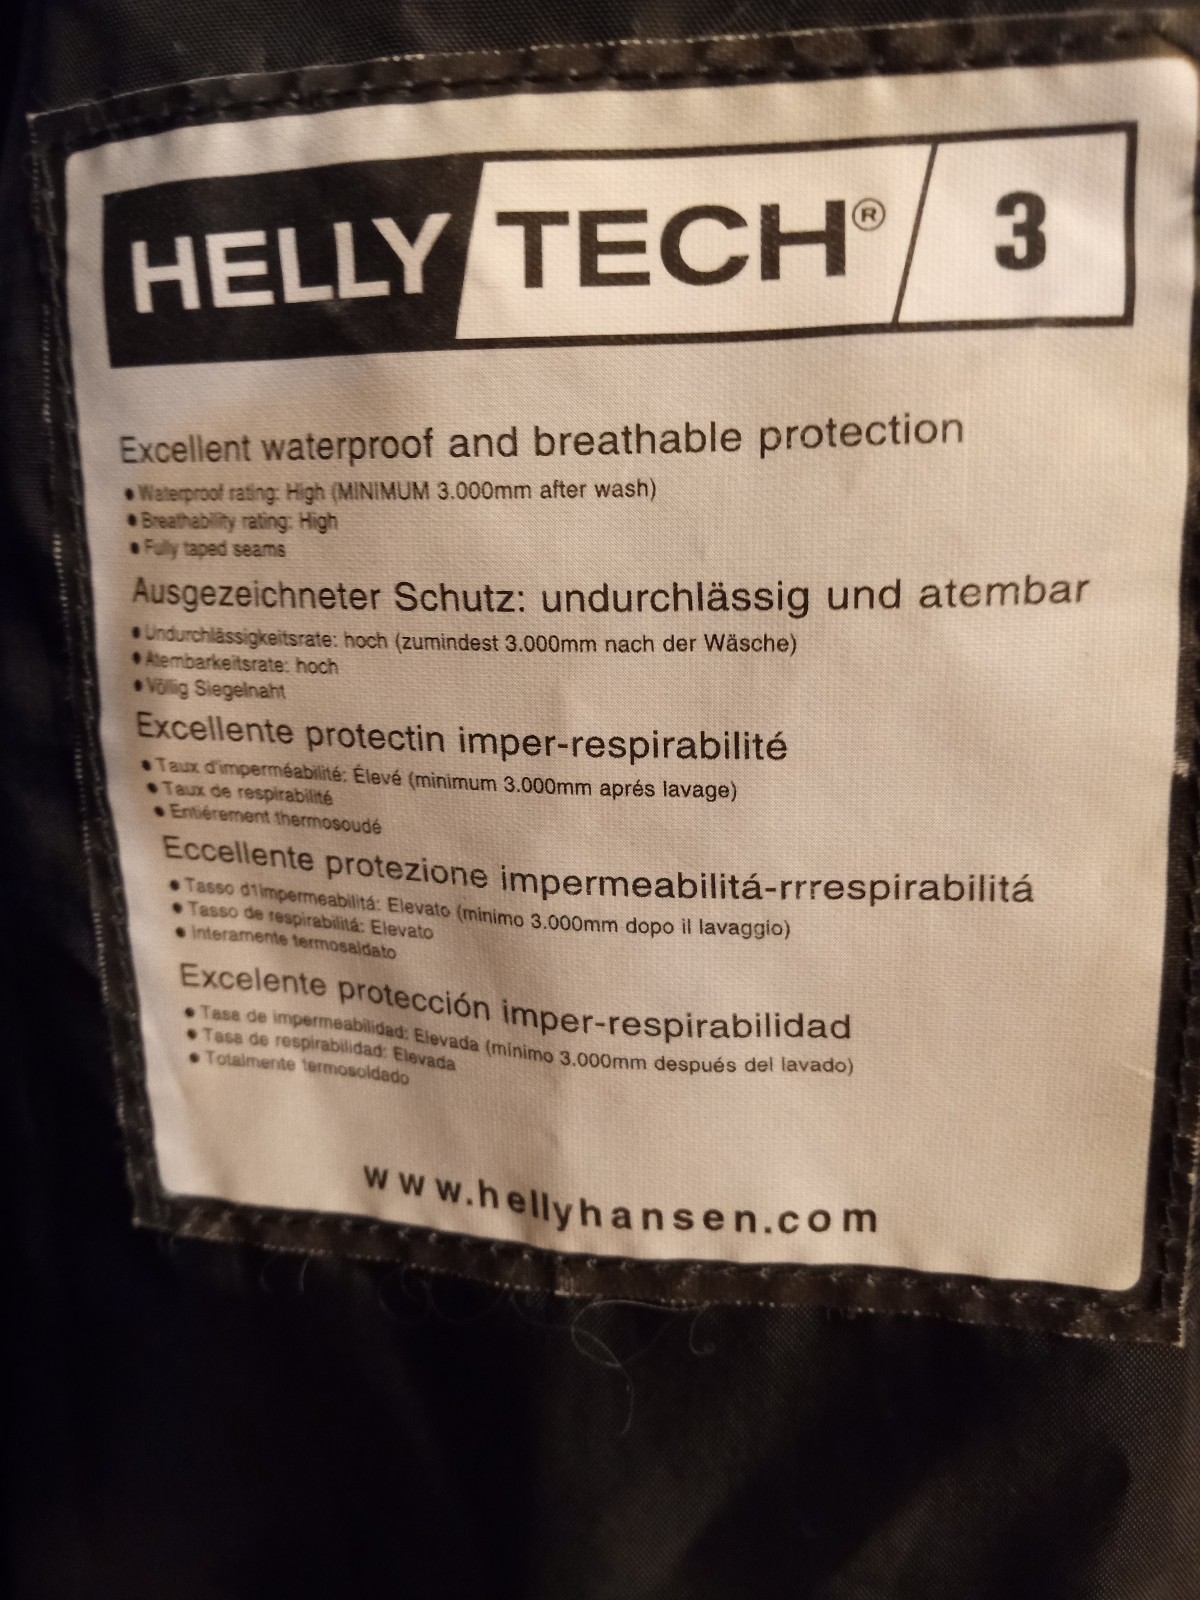 HELLY TECH® 3
Excellent waterproof and breathable protection
• Waterproof rating: High (MINIMUM 3.000mm after wash)
• Breathability rating: High
• Fully taped seams
Ausgezeichneter Schutz: undurchlässig und atembar
• Undurchlässigkeitsrate: hoch (zumindest 3.000mm nach der Wäsche)
• Atembarkeitsrate: hoch
• Völlig Siegelnaht
Excellente protectin imper-respirabilité
• Taux d'imperméabilité: Élevé (minimum 3.000mm aprés lavage)
• Taux de respirabilité
• Entiérement thermosoudé
Eccellente protezione impermeabilitá-rrrespirabilitá
• Tasso d1impermeabilitá: Elevato (minimo 3.000mm dopo il lavaggio)
• Tasso de respirabilitá: Elevato
• Interamente termosaldato
Excelente protección imper-respirabilidad
• Tasa de impermeabilidad: Elevada (mínimo 3.000mm después del lavado)
• Tasa de respirabilidad: Elevada
• Totalmente termosoldado
www.hellyhansen.com